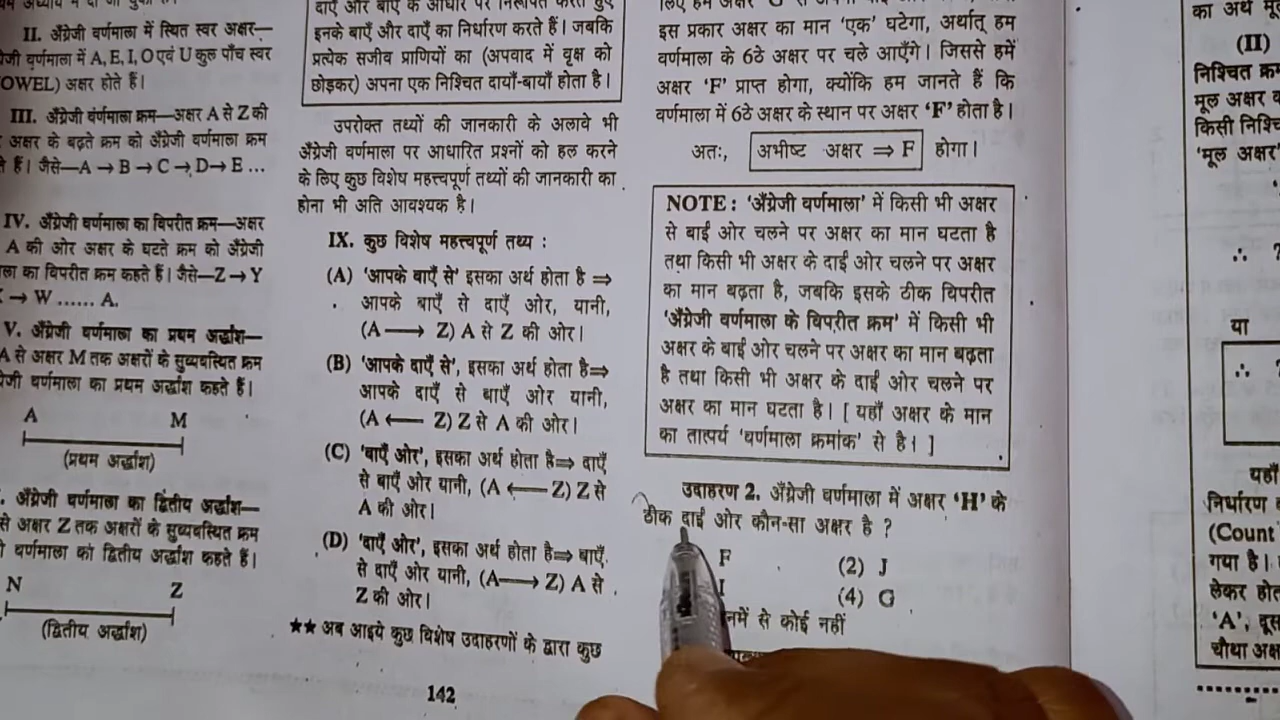 II. अँग्रेजी वर्णमाला में स्थित स्वर अक्षर—
वर्णमाला में A, E, I, O एवं U कुल पाँच स्वर
OWEL) अक्षर होते हैं।
III. अँग्रेजी वर्णमाला क्रम—अक्षर A से Z की
अक्षर के बढ़ते क्रम को अँग्रेजी वर्णमाला क्रम
हैं। जैसे—A → B → C → D → E ...
IV. अँग्रेजी वर्णमाला का विपरीत क्रम—अक्षर
A की ओर अक्षर के घटते क्रम को अँग्रेजी
का विपरीत क्रम कहते हैं। जैसे—Z → Y
→ W ...... A.
V. अँग्रेजी वर्णमाला का प्रथम अर्द्धांश—
A से अक्षर M तक अक्षरों के सुव्यवस्थित क्रम
वर्णमाला का प्रथम अर्द्धांश कहते हैं।
A M
(प्रथम अर्द्धांश)
अँग्रेजी वर्णमाला का द्वितीय अर्द्धांश—
से अक्षर Z तक अक्षरों के सुव्यवस्थित क्रम
वर्णमाला का द्वितीय अर्द्धांश कहते हैं।
N Z
(द्वितीय अर्द्धांश)
इनके बाएँ और दाएँ का निर्धारण करते हैं। जबकि
प्रत्येक सजीव प्राणियों का (अपवाद में वृक्ष को
छोड़कर) अपना एक निश्चित दायाँ-बायाँ होता है।
उपरोक्त तथ्यों की जानकारी के अलावे भी
अँग्रेजी वर्णमाला पर आधारित प्रश्नों को हल करने
के लिए कुछ विशेष महत्त्वपूर्ण तथ्यों की जानकारी का
होना भी अति आवश्यक है।
IX. कुछ विशेष महत्त्वपूर्ण तथ्य :
(A) 'आपके बाएँ से' इसका अर्थ होता है ⇒
आपके बाएँ से दाएँ ओर, यानी,
(A ⟶ Z) A से Z की ओर।
(B) 'आपके दाएँ से', इसका अर्थ होता है⇒
आपके दाएँ से बाएँ ओर यानी,
(A ⟵ Z) Z से A की ओर।
(C) 'बाएँ ओर', इसका अर्थ होता है⇒ दाएँ
से बाएँ ओर यानी, (A ⟵ Z) Z से
A की ओर।
(D) 'दाएँ ओर', इसका अर्थ होता है⇒ बाएँ
से दाएँ ओर यानी, (A⟶ Z) A से
Z की ओर।
★★ अब आइये कुछ विशेष उदाहरणों के द्वारा कुछ
142
इस प्रकार अक्षर का मान 'एक' घटेगा, अर्थात् हम
वर्णमाला के 6ठे अक्षर पर चले आएँगे। जिससे हमें
अक्षर 'F' प्राप्त होगा, क्योंकि हम जानते हैं कि
वर्णमाला में 6ठे अक्षर के स्थान पर अक्षर 'F' होता है।
अतः, अभीष्ट अक्षर ⇒ F होगा।
NOTE : 'अँग्रेजी वर्णमाला' में किसी भी अक्षर
से बाईं ओर चलने पर अक्षर का मान घटता है
तथा किसी भी अक्षर के दाईं ओर चलने पर अक्षर
का मान बढ़ता है, जबकि इसके ठीक विपरीत
'अँग्रेजी वर्णमाला के विपरीत क्रम' में किसी भी
अक्षर के बाईं ओर चलने पर अक्षर का मान बढ़ता
है तथा किसी भी अक्षर के दाईं ओर चलने पर
अक्षर का मान घटता है। [ यहाँ अक्षर के मान
का तात्पर्य 'वर्णमाला क्रमांक' से है। ]
उदाहरण 2. अँग्रेजी वर्णमाला में अक्षर 'H' के
ठीक दाईं ओर कौन-सा अक्षर है ?
F (2) J
I (4) G
में से कोई नहीं
का अर्थ
(II)
निश्चित
मूल अक्षर
किसी
'मूल अक्षर'
∴
या
∴
यहाँ
निर्धारण
(Count
गया है।
लेकर
'A',
चौथा